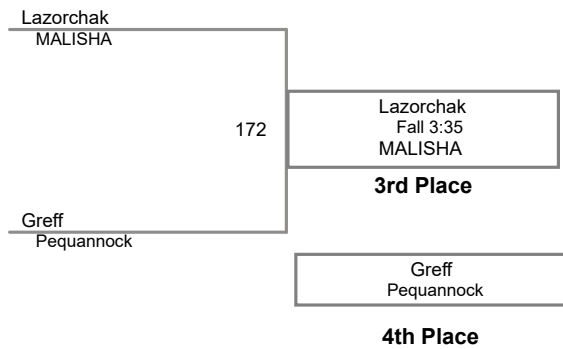 Lazorchak
MALISHA
172
Lazorchak
Fall 3:35
MALISHA
3rd Place
Greff
Pequannock
Greff
Pequannock
4th Place